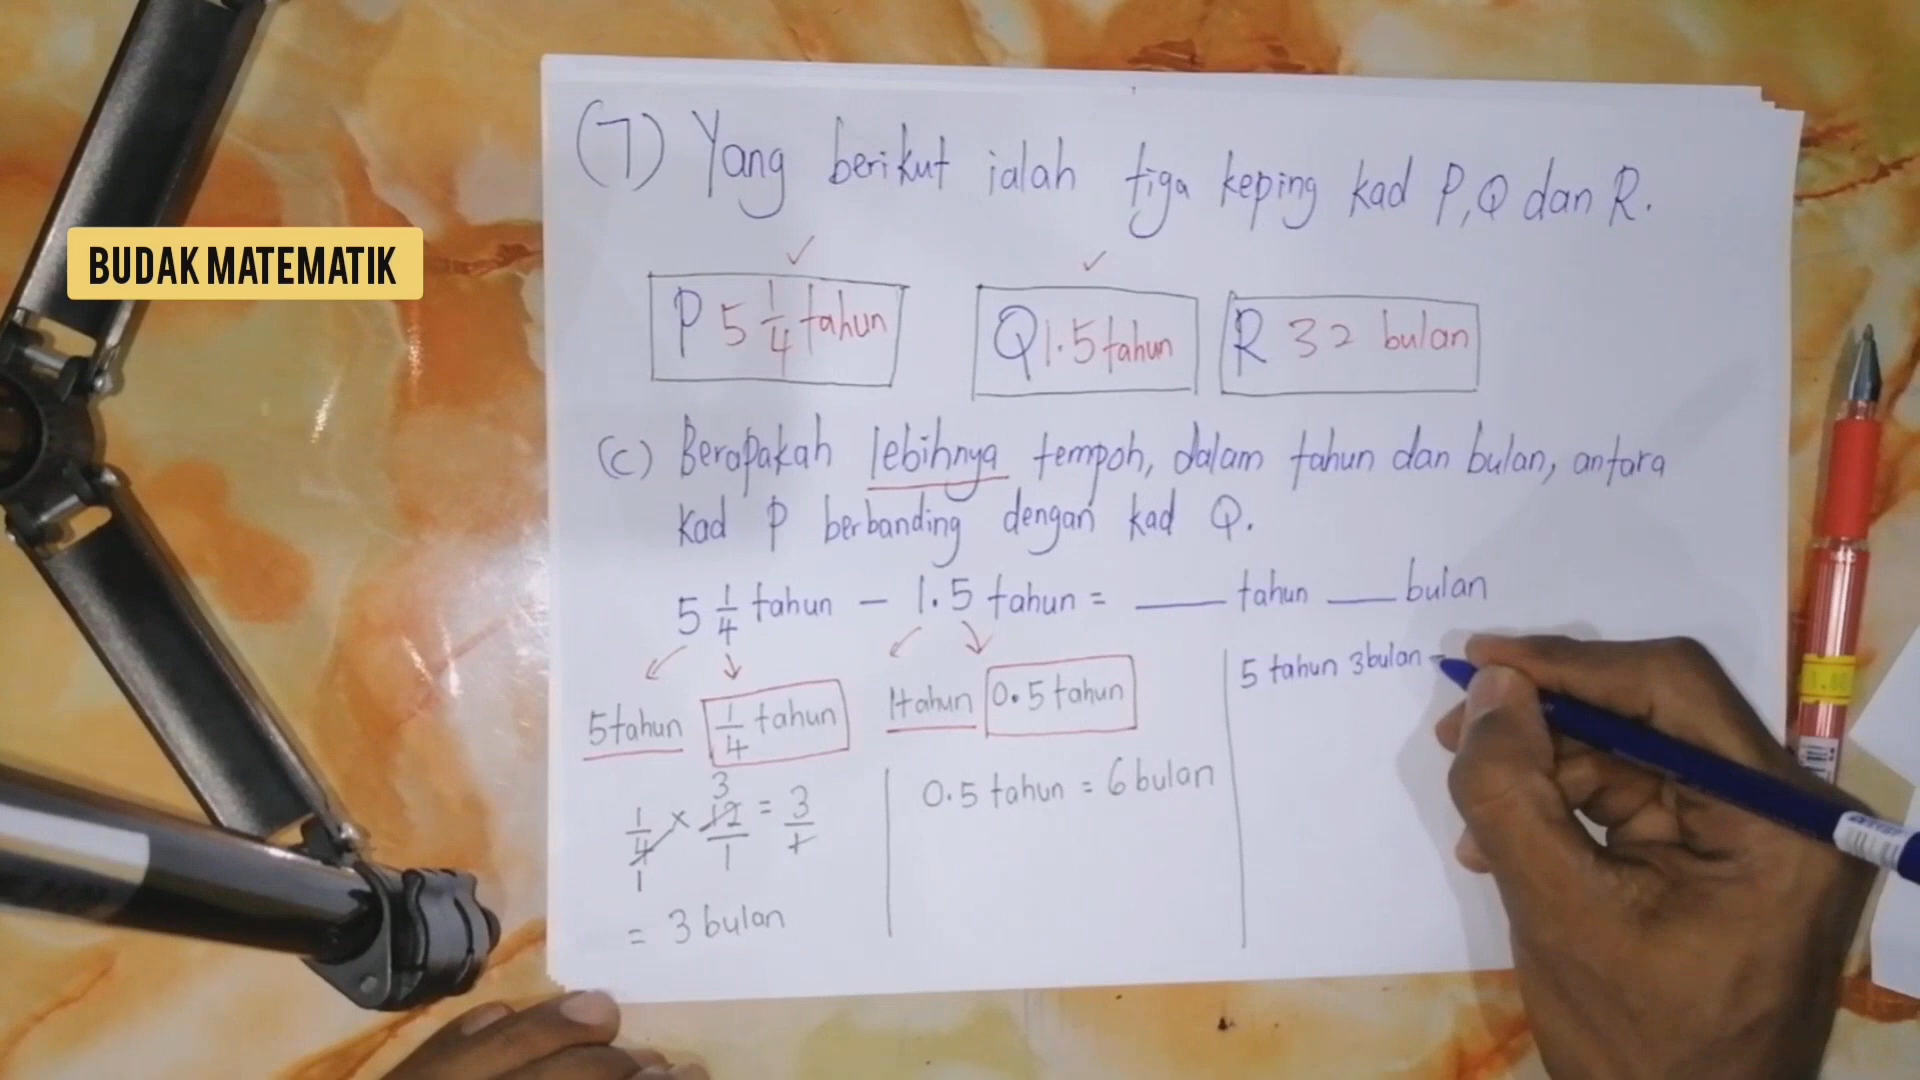 BUDAK MATEMATIK
(7) Yang berikut ialah tiga keping kad P, Q dan R.
P 5 1/4 tahun
Q 1.5 tahun
R 32 bulan
(c) Berapakah lebihnya tempoh, dalam tahun dan bulan, antara
kad P berbanding dengan kad Q.
5 1/4 tahun - 1.5 tahun = ___ tahun ___ bulan
5 tahun 1/4 tahun
1 tahun 0.5 tahun
1/4 × 12/1 = 3/1
3
1
= 3 bulan
0.5 tahun = 6 bulan
5 tahun 3 bulan -